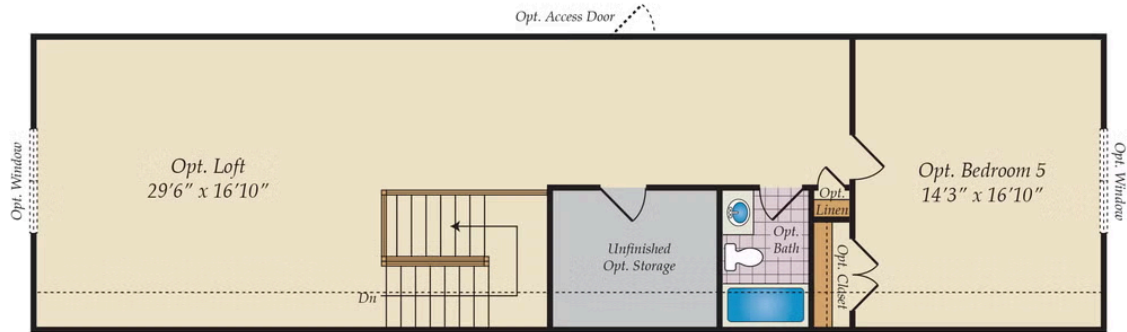 Opt. Access Door
Opt. Window
Opt. Loft
29'6" x 16'10"
Dn
Unfinished
Opt. Storage
Opt.
Bath
Opt.
Linen
Opt. Closet
Opt. Bedroom 5
14'3" x 16'10"
Opt. Window